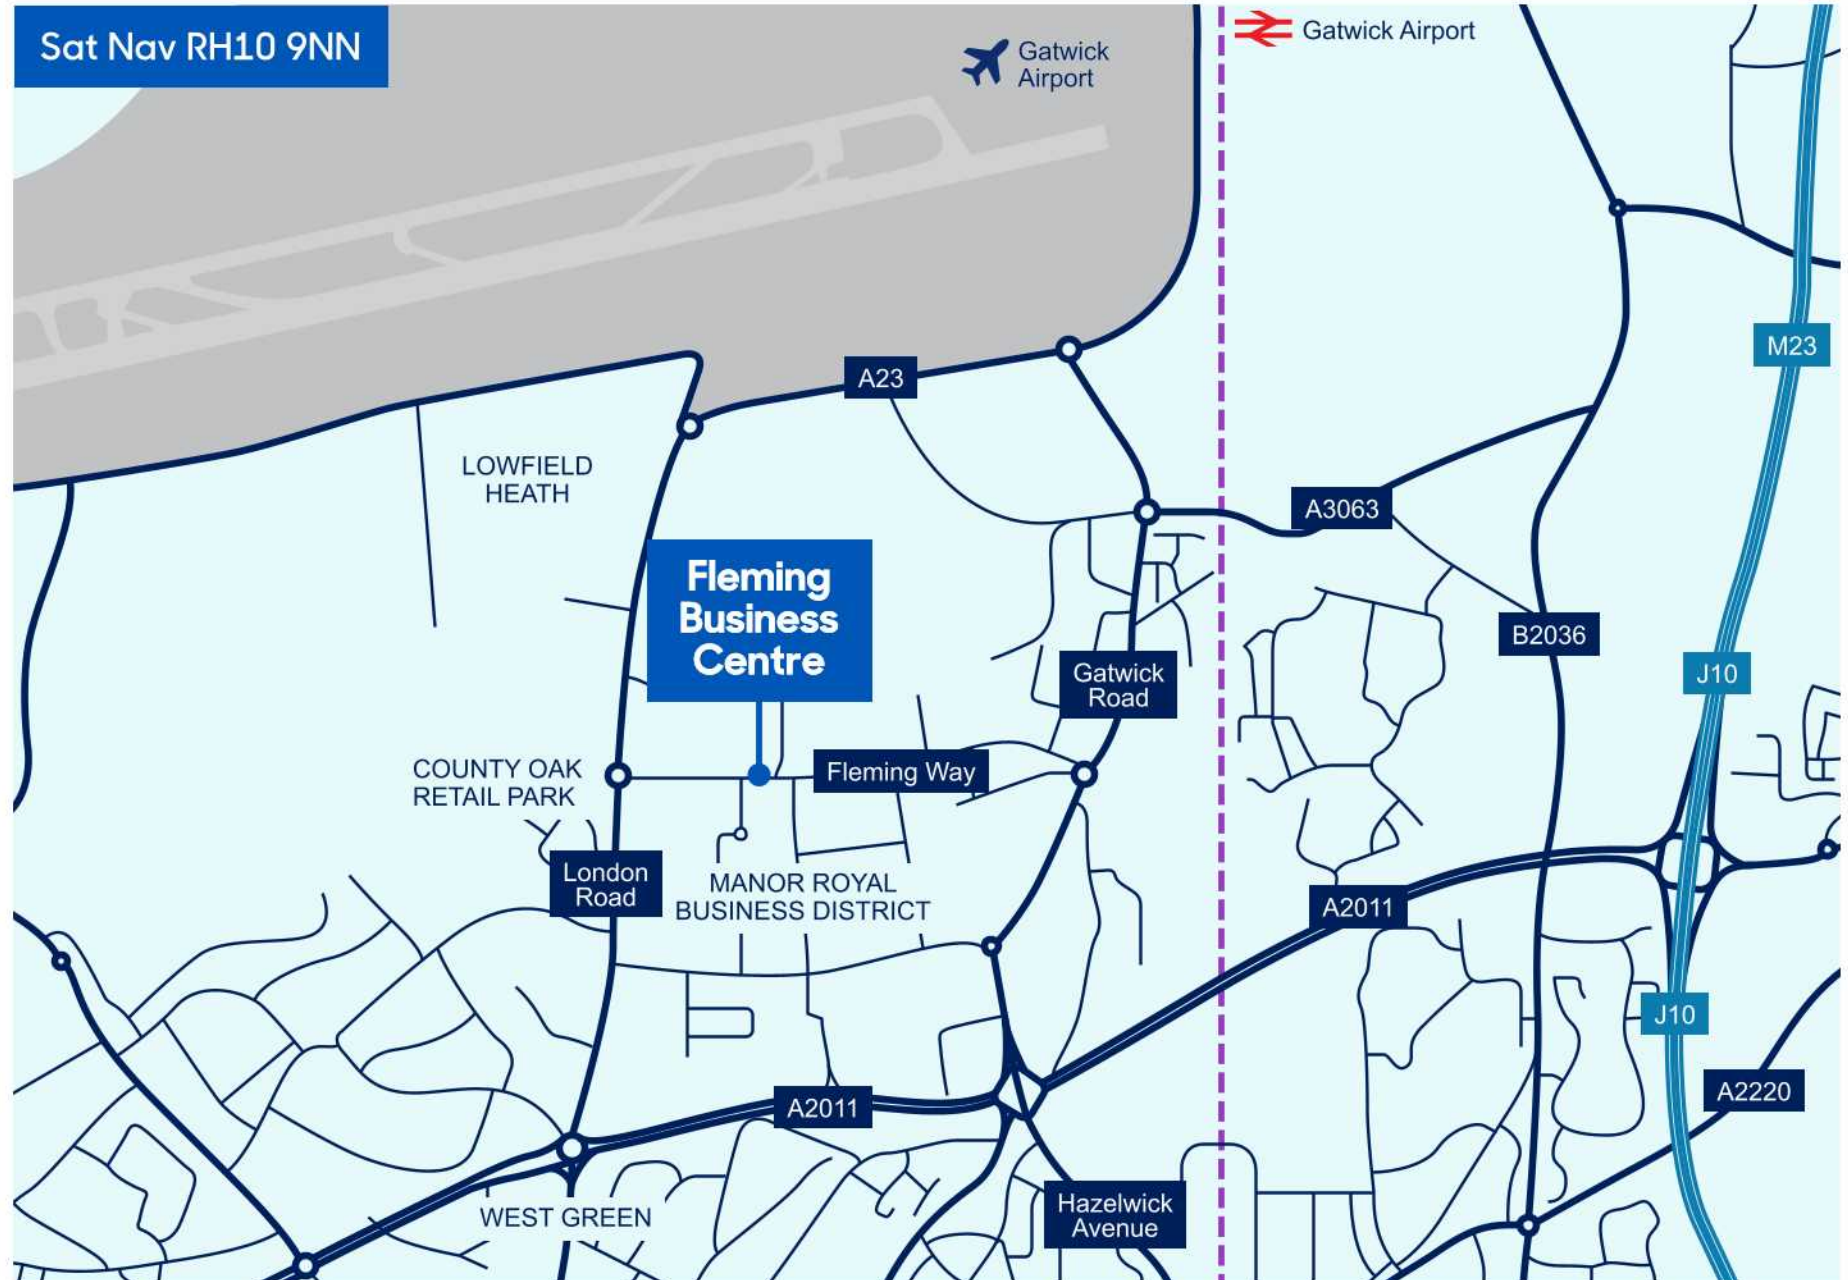 Sat Nav RH10 9NN
Gatwick
Airport
Gatwick Airport
M23
A23
LOWFIELD
HEATH
A3063
Fleming
Business
Centre
B2036
Gatwick
Road
J10
COUNTY OAK
RETAIL PARK
Fleming Way
London
Road
MANOR ROYAL
BUSINESS DISTRICT
A2011
J10
A2220
A2011
WEST GREEN
Hazelwick
Avenue